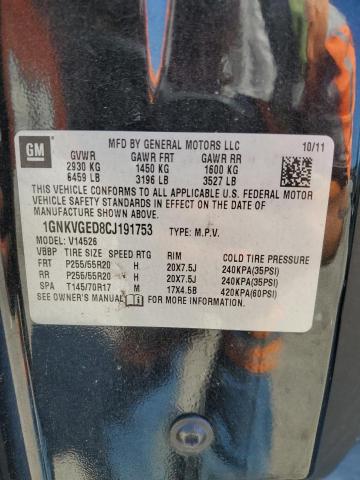 GM
MFD BY GENERAL MOTORS LLC 10/11
GVWR GAWR FRT GAWR RR
2930 KG 1450 KG 1600 KG
6459 LB 3196 LB 3527 LB
THIS VEHICLE CONFORMS TO ALL APPLICABLE U.S. FEDERAL MOTOR
VEHICLE SAFETY, BUMPER, AND THEFT PREVENTION
STANDARDS IN EFFECT ON THE DATE
OF MANUFACTURE SHOWN ABOVE.
1GNKVGED8CJ191753 TYPE: M.P.V.
MODEL: V14526
VBBP TIRE SIZE SPEED RTG RIM COLD TIRE PRESSURE
FRT P255/55R20 H 20X7.5J 240KPA(35PSI)
RR P255/55R20 H 20X7.5J 240KPA(35PSI)
SPA T145/70R17 M 17X4.5B 420KPA(60PSI)
SEE OWNER'S MANUAL FOR MORE INFORMATION.